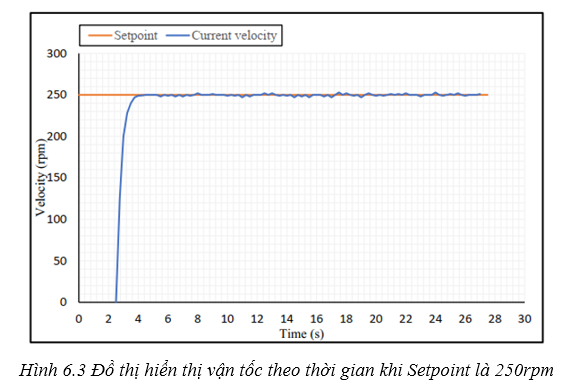 Setpoint Current velocity
300
250
200
250
100
50
0
Velocity (rpm)
0 2 4 6 8 10 12 14 16 18 20 22 24 26 28 30
Time (s)
Hình 6.3 Đồ thị hiển thị vận tốc theo thời gian khi Setpoint là 250rpm